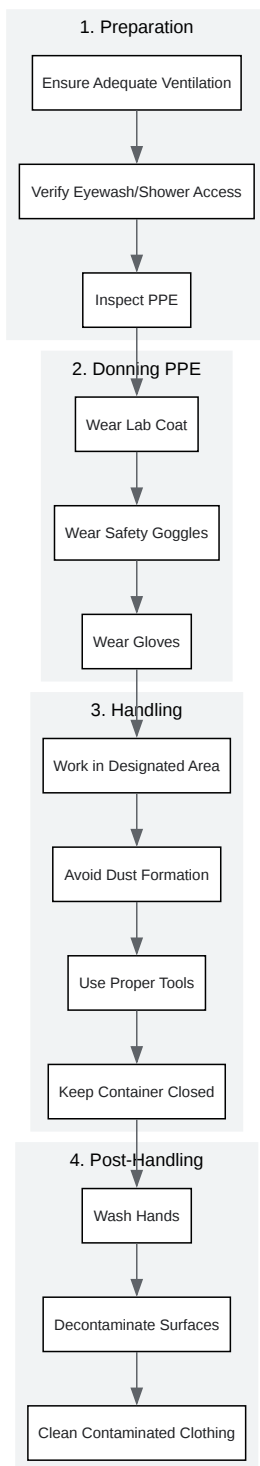 1. Preparation
Ensure Adequate Ventilation
Verify Eyewash/Shower Access
Inspect PPE
2. Donning PPE
Wear Lab Coat
Wear Safety Goggles
Wear Gloves
3. Handling
Work in Designated Area
Avoid Dust Formation
Use Proper Tools
Keep Container Closed
4. Post-Handling
Wash Hands
Decontaminate Surfaces
Clean Contaminated Clothing